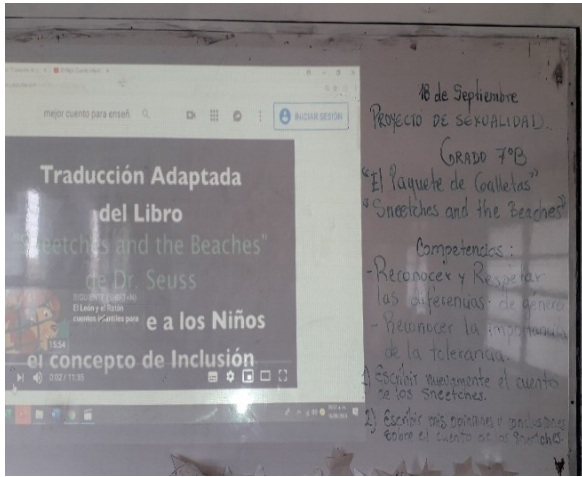 mejor cuento para enseñ
INICIAR SESIÓN
Traducción Adaptada
del Libro
"Sneetches and the Beaches"
de Dr. Seuss
El León y el Ratón
cuentos infantiles para
15:54
e a los Niños
el concepto de Inclusión
0:02 / 11:35
18 de Septiembre
PROYECTO DE SEXUALIDAD.
GRADO 7°B
"El Paquete de Galletas"
"Sneetches and the Beaches"
Competencias:
- Reconocer y Respetar
las diferencias de género
- Reconocer la importancia
de la tolerancia.
1) Escribir nuevamente el cuento
de los Sneetches.
2) Escribir mis opiniones y conclusiones
sobre el cuento de los Sneetches.